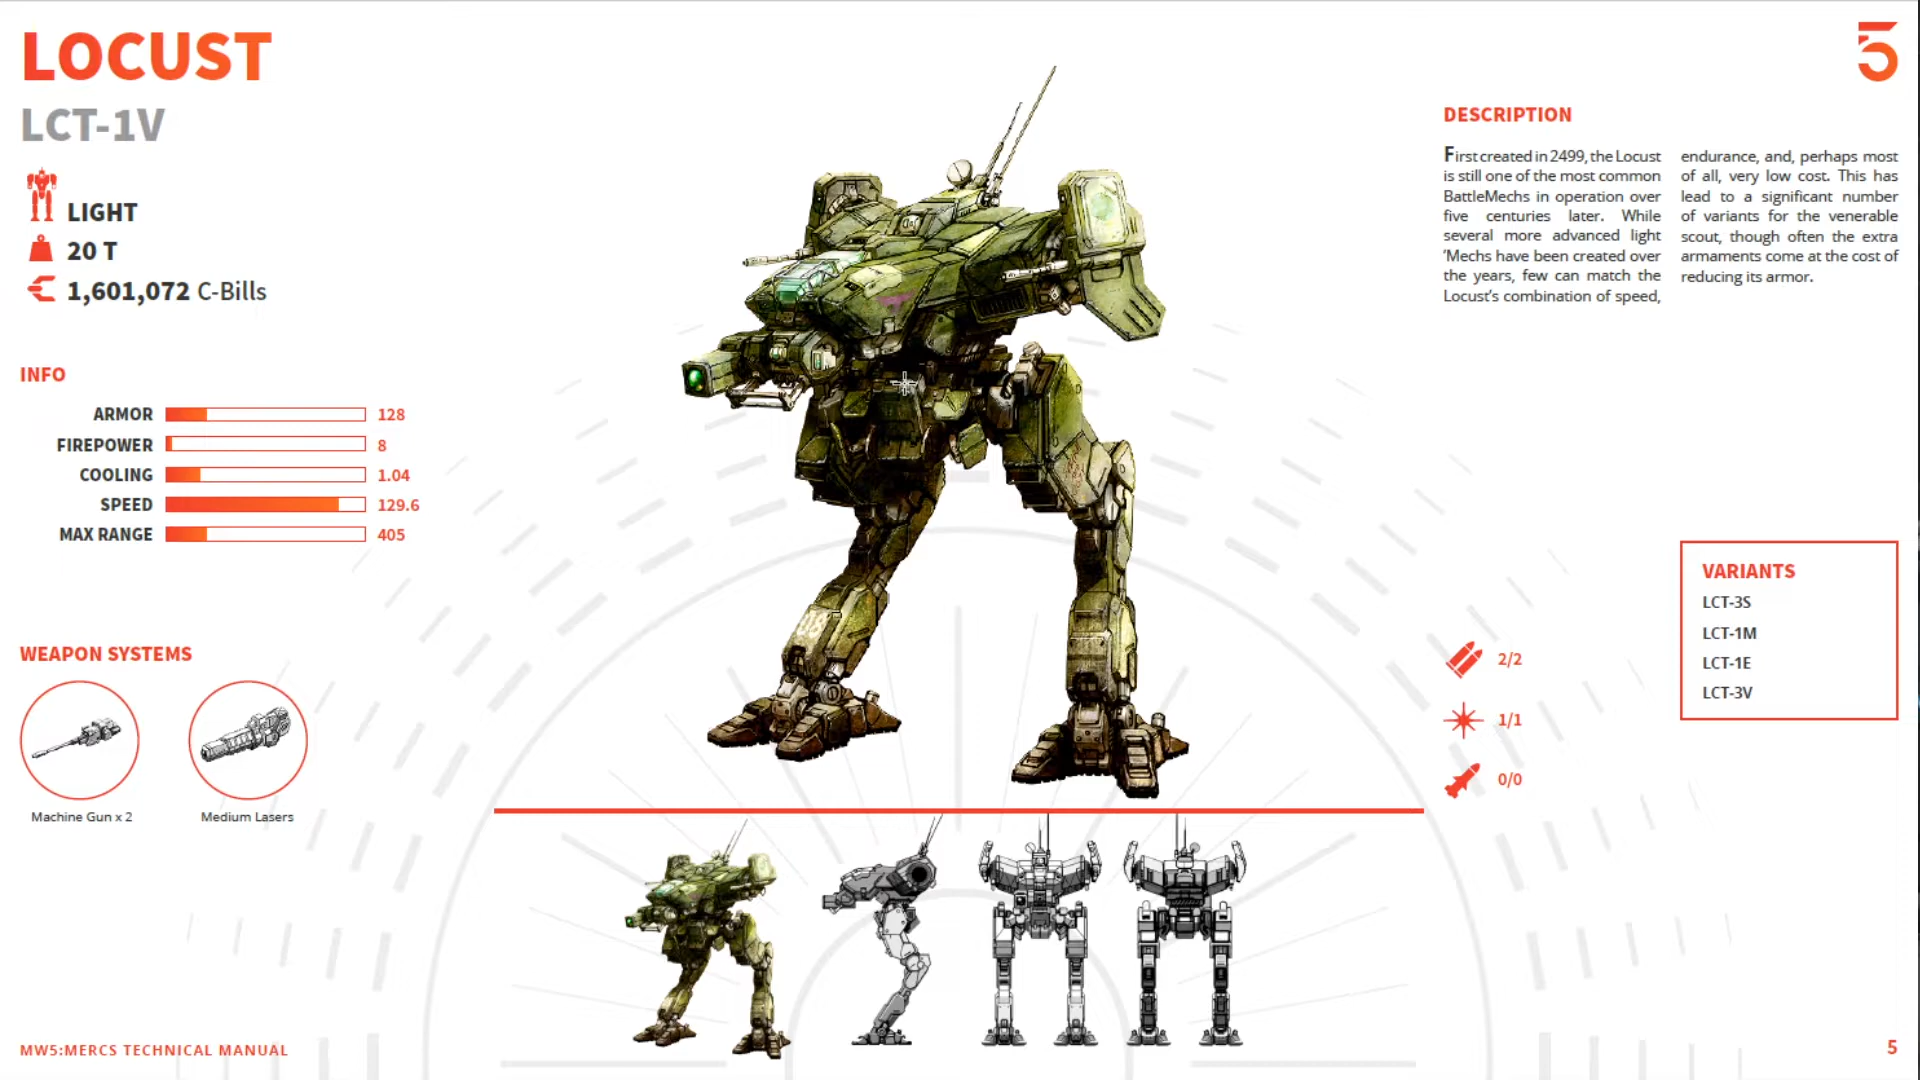 LOCUST
LCT-1V
LIGHT
20 T
1,601,072 C-Bills
INFO
ARMOR 128
FIREPOWER 8
COOLING 1.04
SPEED 129.6
MAX RANGE 405
WEAPON SYSTEMS
Machine Gun x 2
Medium Lasers
MW5:MERCS TECHNICAL MANUAL
5
DESCRIPTION
First created in 2499, the Locust
is still one of the most common
BattleMechs in operation over
five centuries later. While
several more advanced light
'Mechs have been created over
the years, few can match the
Locust's combination of speed,
endurance, and, perhaps most
of all, very low cost. This has
lead to a significant number
of variants for the venerable
scout, though often the extra
armaments come at the cost of
reducing its armor.
2/2
1/1
0/0
VARIANTS
LCT-3S
LCT-1M
LCT-1E
LCT-3V
5